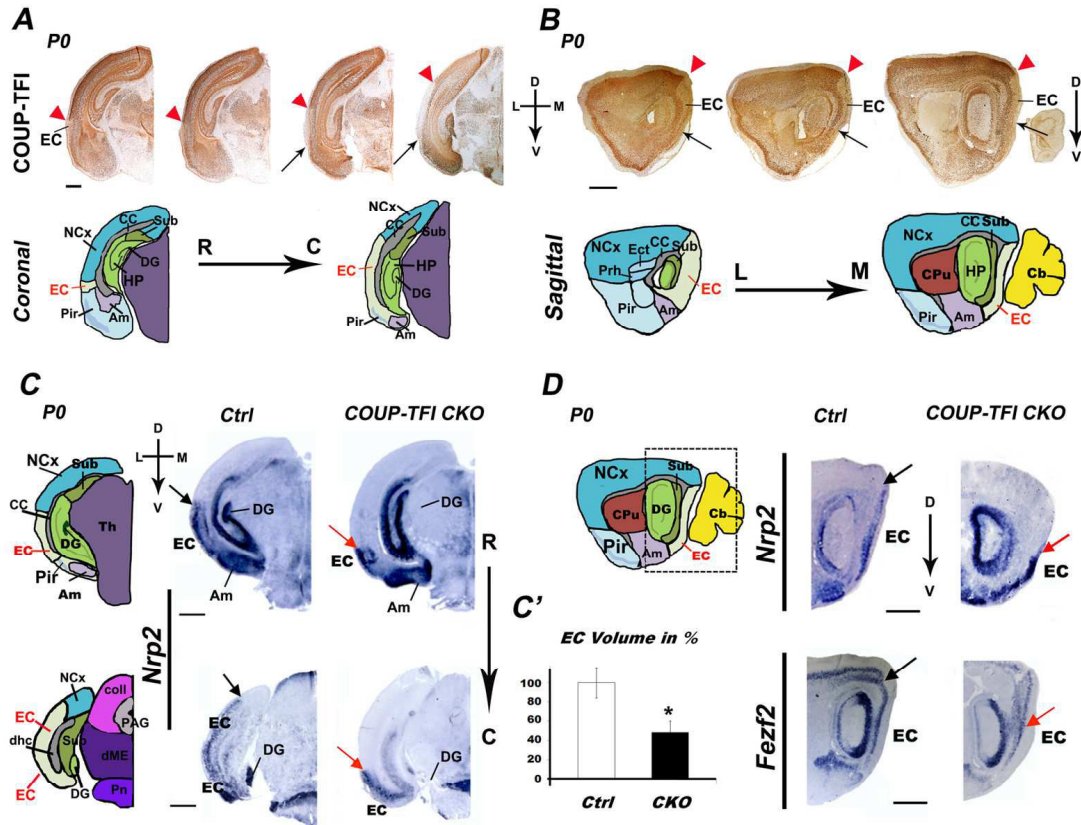 A
P0
COUP-TFI
EC
Coronal
NCx
CC
Sub
DG
HP
EC
Pir
Am
R
C
NCx
CC
Sub
HP
DG
EC
Pir
Am
B
P0
D
L
M
V
EC
EC
EC
D
V
Sagittal
NCx
Ect
CC
Sub
Prh
Pir
Am
EC
L
M
NCx
CC
Sub
CPu
HP
Cb
Pir
Am
EC
C
P0
Ctrl
COUP-TFI CKO
D
L
M
V
NCx
Sub
CC
Th
EC
DG
Pir
Am
DG
EC
Am
DG
EC
Am
R
C
Nrp2
NCx
coll
EC
PAG
dhc
Sub
dME
EC
DG
Pn
EC
DG
EC
DG
EC
C'
EC Volume in %
100
80
60
40
20
0
*
Ctrl
CKO
D
P0
Ctrl
COUP-TFI CKO
NCx
Sub
CPu
DG
Cb
Pir
Am
EC
Nrp2
EC
D
V
EC
Fezf2
EC
EC